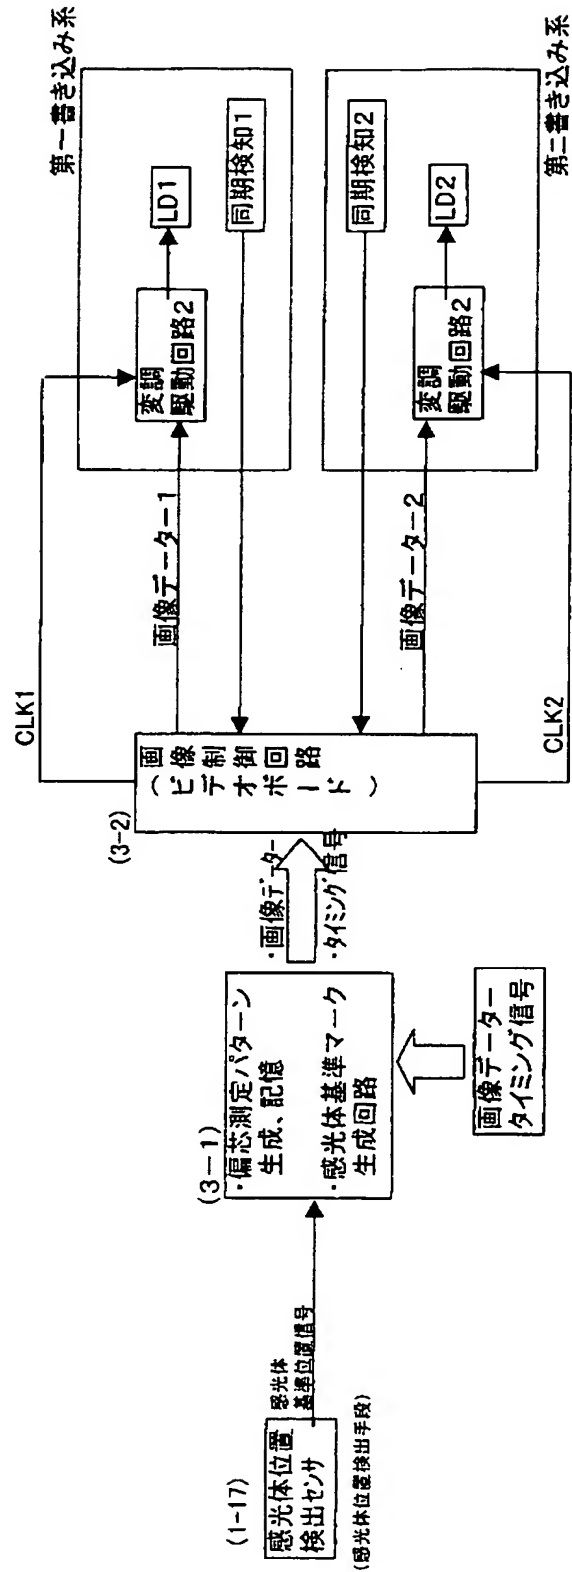 (1-17)
感光体位置
検出センサ
(感光体位置検出手段)
感光体
基準位置信号
(3-1)
・偏芯測定パターン
生成、記憶
・感光体基準マーク
生成回路
画像データー
タイミング信号
・画像データー
・タイミング信号
(3-2)
画像制御回路
(ビデオボード)
CLK1
画像データー1
画像データー2
CLK2
第一書き込み系
変調
駆動回路2
LD1
同期検知1
同期検知2
変調
駆動回路2
LD2
第二書き込み系